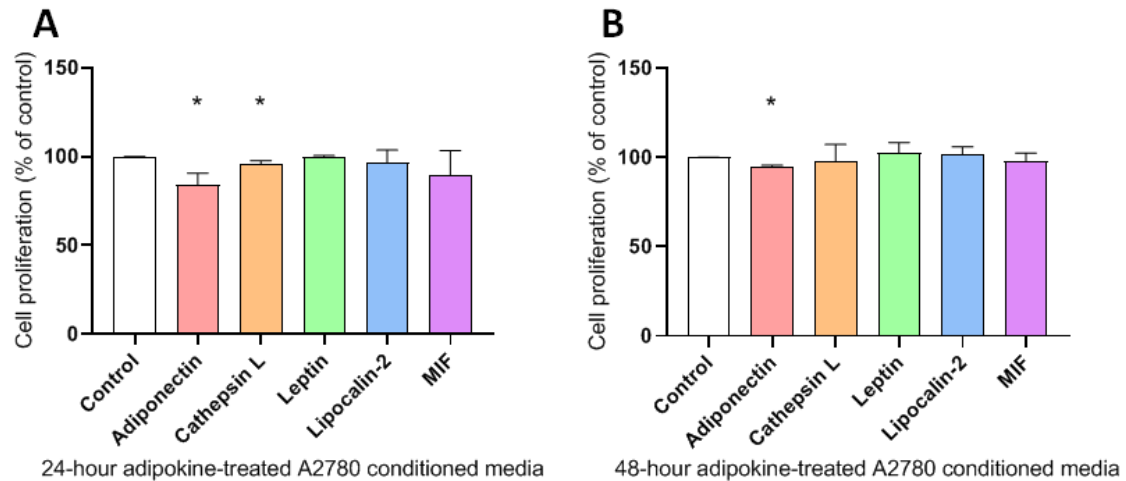 A
Cell proliferation (% of control)
150
*
*
100
50
0
Control
Adiponectin
Cathepsin L
Leptin
Lipocalin-2
MIF
24-hour adipokine-treated A2780 conditioned media
B
Cell proliferation (% of control)
150
*
100
50
0
Control
Adiponectin
Cathepsin L
Leptin
Lipocalin-2
MIF
48-hour adipokine-treated A2780 conditioned media